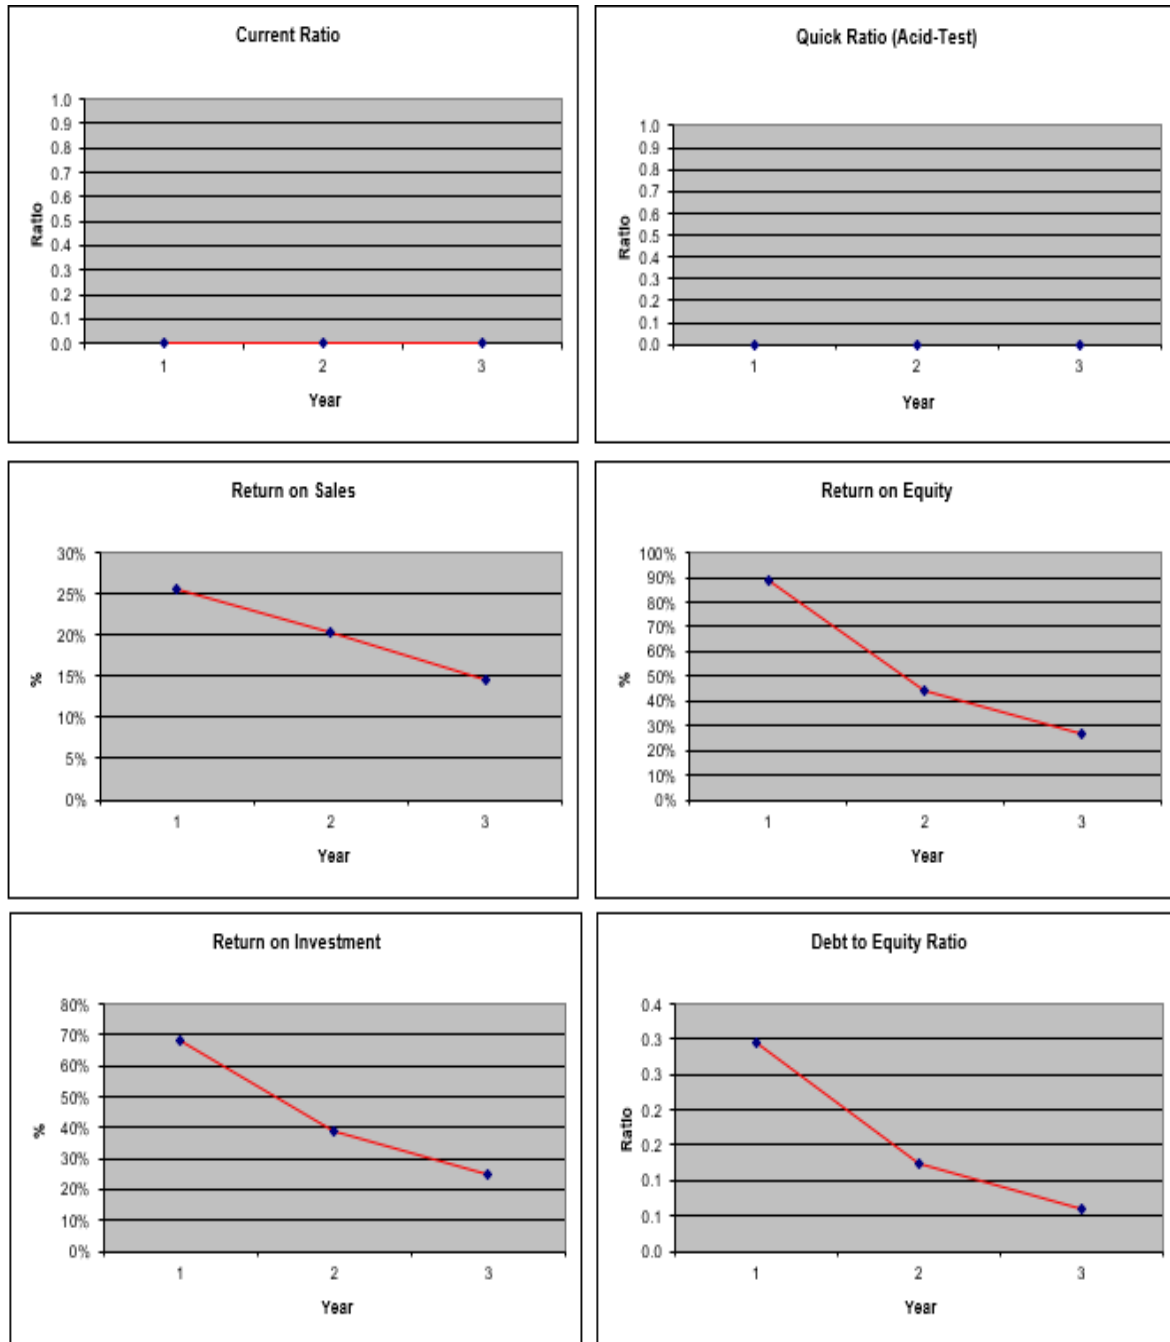 Current Ratio
1.0
0.9
0.8
0.7
0.6
0.5
0.4
0.3
0.2
0.1
0.0
Ratio
1 2 3
Year
Quick Ratio (Acid-Test)
1.0
0.9
0.8
0.7
0.6
0.5
0.4
0.3
0.2
0.1
0.0
Ratio
1 2 3
Year
Return on Sales
30%
25%
20%
15%
10%
5%
0%
%
1 2 3
Year
Return on Equity
100%
90%
80%
70%
60%
50%
40%
30%
20%
10%
0%
%
1 2 3
Year
Return on Investment
80%
70%
60%
50%
40%
30%
20%
10%
0%
%
1 2 3
Year
Debt to Equity Ratio
0.4
0.3
0.3
0.2
0.2
0.1
0.1
0.0
Ratio
1 2 3
Year